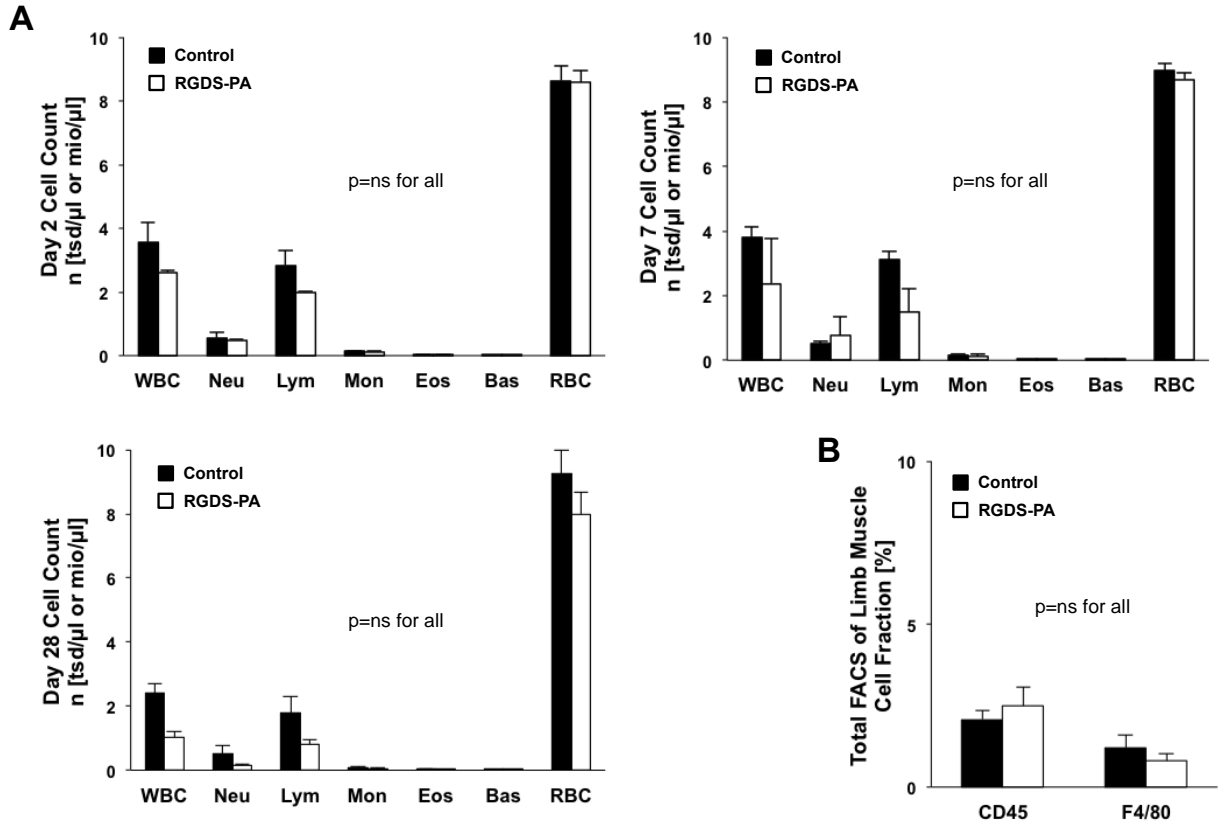 A
Day 2 Cell Count
n [tsd/µl or mio/µl]
10
8
6
4
2
0
Control
RGDS-PA
p=ns for all
WBC Neu Lym Mon Eos Bas RBC
Day 7 Cell Count
n [tsd/µl or mio/µl]
10
8
6
4
2
0
Control
RGDS-PA
p=ns for all
WBC Neu Lym Mon Eos Bas RBC
Day 28 Cell Count
n [tsd/µl or mio/µl]
10
8
6
4
2
0
Control
RGDS-PA
p=ns for all
WBC Neu Lym Mon Eos Bas RBC
B
Total FACS of Limb Muscle
Cell Fraction [%]
10
5
0
Control
RGDS-PA
p=ns for all
CD45 F4/80